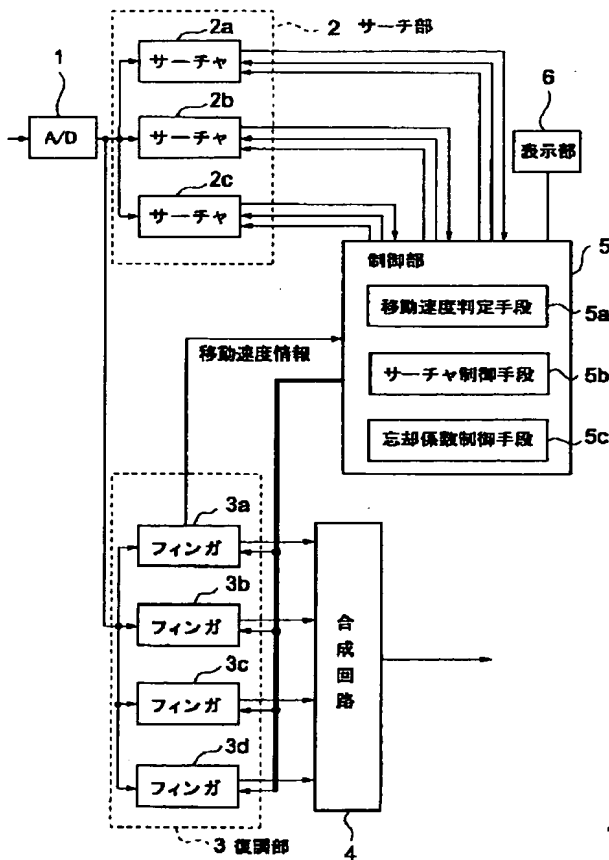 2 サーチ部
2a
サーチャ
1
A/D
2b
サーチャ
2c
サーチャ
6
表示部
制御部
5
移動速度判定手段
5a
移動速度情報
サーチャ制御手段
5b
忘却係数制御手段
5c
3a
フィンガ
3b
フィンガ
3c
フィンガ
3d
フィンガ
合成回路
3 復調部
4